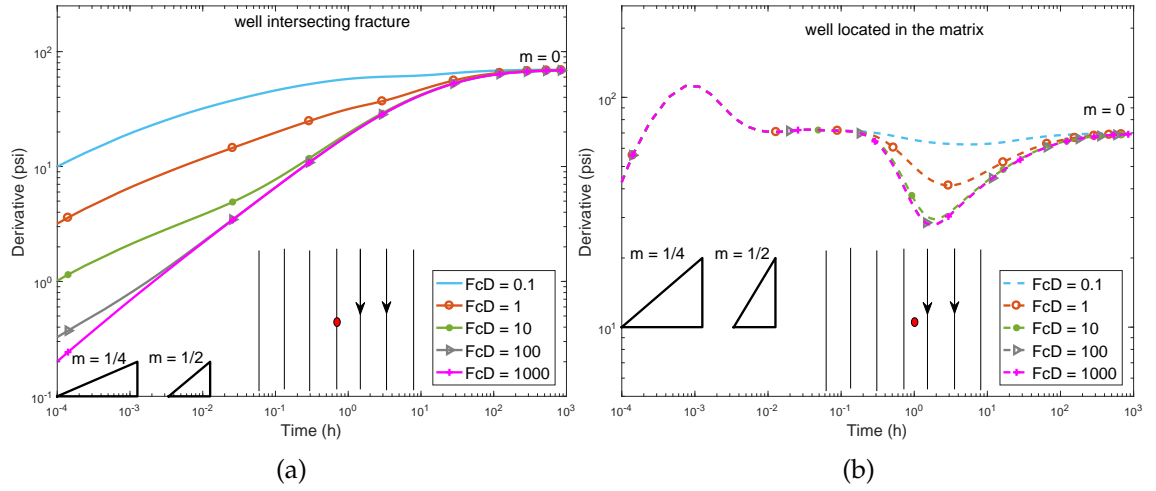 well intersecting fracture
m = 0
10^2
10^1
10^0
10^-1
Derivative (psi)
m = 1/4
m = 1/2
FcD = 0.1
FcD = 1
FcD = 10
FcD = 100
FcD = 1000
10^-4
10^-3
10^-2
10^-1
10^0
10^1
10^2
10^3
Time (h)
(a)
well located in the matrix
m = 0
10^2
10^1
Derivative (psi)
m = 1/4
m = 1/2
FcD = 0.1
FcD = 1
FcD = 10
FcD = 100
FcD = 1000
10^-4
10^-3
10^-2
10^-1
10^0
10^1
10^2
10^3
Time (h)
(b)